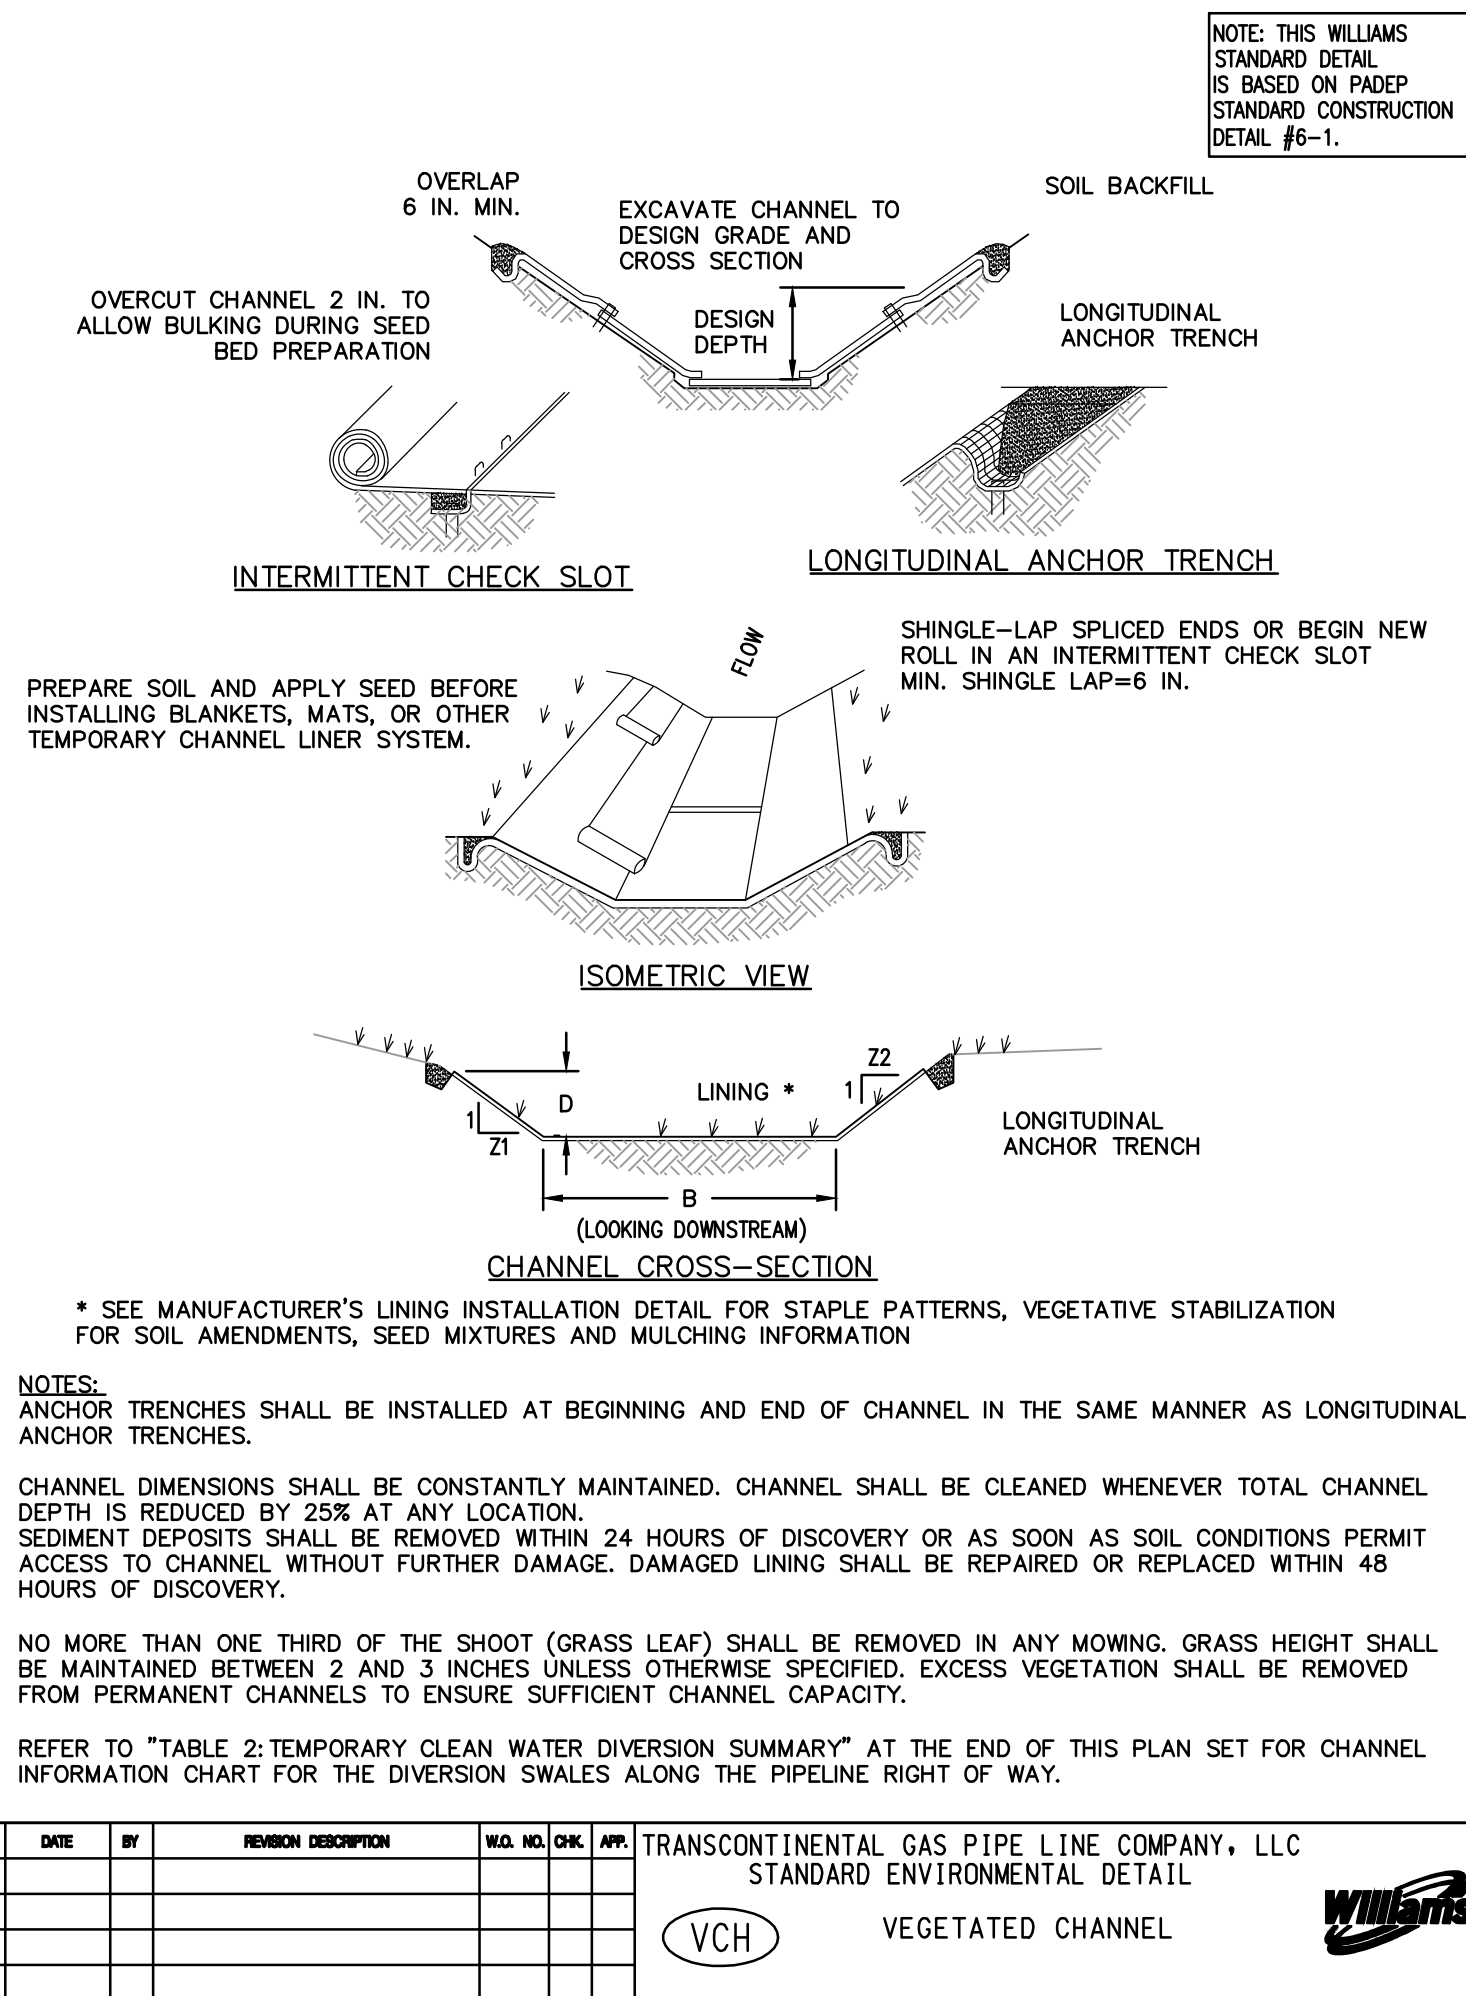 NOTE: THIS WILLIAMS
STANDARD DETAIL
IS BASED ON PADEP
STANDARD CONSTRUCTION
DETAIL #6-1.
OVERLAP
6 IN. MIN.
EXCAVATE CHANNEL TO
DESIGN GRADE AND
CROSS SECTION
SOIL BACKFILL
OVERCUT CHANNEL 2 IN. TO
ALLOW BULKING DURING SEED
BED PREPARATION
DESIGN
DEPTH
LONGITUDINAL
ANCHOR TRENCH
INTERMITTENT CHECK SLOT
LONGITUDINAL ANCHOR TRENCH
FLOW
SHINGLE-LAP SPLICED ENDS OR BEGIN NEW
ROLL IN AN INTERMITTENT CHECK SLOT
MIN. SHINGLE LAP=6 IN.
PREPARE SOIL AND APPLY SEED BEFORE
INSTALLING BLANKETS, MATS, OR OTHER
TEMPORARY CHANNEL LINER SYSTEM.
ISOMETRIC VIEW
1
Z1
D
LINING *
Z2
1
LONGITUDINAL
ANCHOR TRENCH
B
(LOOKING DOWNSTREAM)
CHANNEL CROSS-SECTION
* SEE MANUFACTURER'S LINING INSTALLATION DETAIL FOR STAPLE PATTERNS, VEGETATIVE STABILIZATION
FOR SOIL AMENDMENTS, SEED MIXTURES AND MULCHING INFORMATION
NOTES:
ANCHOR TRENCHES SHALL BE INSTALLED AT BEGINNING AND END OF CHANNEL IN THE SAME MANNER AS LONGITUDINAL
ANCHOR TRENCHES.
CHANNEL DIMENSIONS SHALL BE CONSTANTLY MAINTAINED. CHANNEL SHALL BE CLEANED WHENEVER TOTAL CHANNEL
DEPTH IS REDUCED BY 25% AT ANY LOCATION.
SEDIMENT DEPOSITS SHALL BE REMOVED WITHIN 24 HOURS OF DISCOVERY OR AS SOON AS SOIL CONDITIONS PERMIT
ACCESS TO CHANNEL WITHOUT FURTHER DAMAGE. DAMAGED LINING SHALL BE REPAIRED OR REPLACED WITHIN 48
HOURS OF DISCOVERY.
NO MORE THAN ONE THIRD OF THE SHOOT (GRASS LEAF) SHALL BE REMOVED IN ANY MOWING. GRASS HEIGHT SHALL
BE MAINTAINED BETWEEN 2 AND 3 INCHES UNLESS OTHERWISE SPECIFIED. EXCESS VEGETATION SHALL BE REMOVED
FROM PERMANENT CHANNELS TO ENSURE SUFFICIENT CHANNEL CAPACITY.
REFER TO "TABLE 2: TEMPORARY CLEAN WATER DIVERSION SUMMARY" AT THE END OF THIS PLAN SET FOR CHANNEL
INFORMATION CHART FOR THE DIVERSION SWALES ALONG THE PIPELINE RIGHT OF WAY.
DATE BY REVISION DESCRIPTION W.O. NO. CHK. APP.
TRANSCONTINENTAL GAS PIPE LINE COMPANY, LLC
STANDARD ENVIRONMENTAL DETAIL
VCH
VEGETATED CHANNEL
Williams